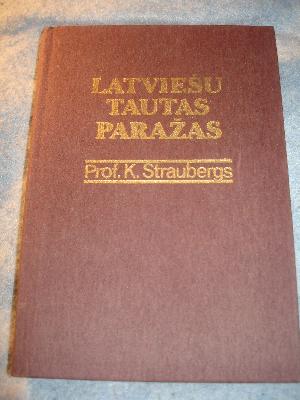 LATVIEŠU
TAUTAS
PARAŽAS
Prof. K. Straubergs